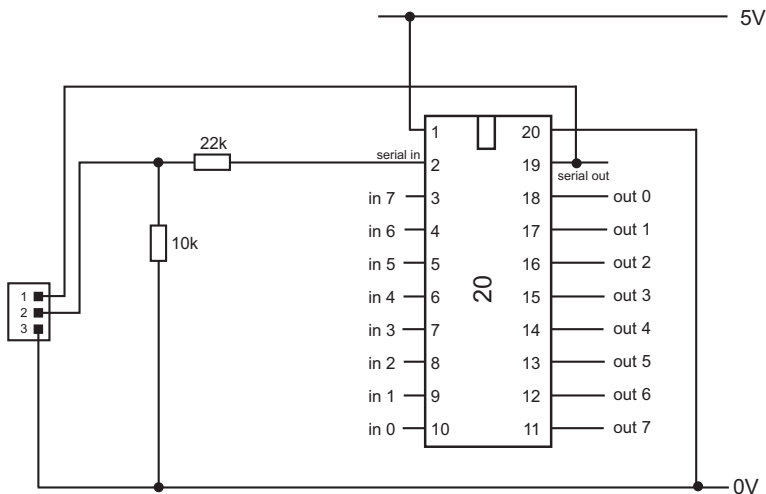 5V
22k
serial in
1 20
2 19
serial out
in 7 3 18 out 0
in 6 4 17 out 1
10k
in 5 5 16 out 2
20
1
in 4 6 15 out 3
2
3
in 3 7 14 out 4
in 2 8 13 out 5
in 1 9 12 out 6
in 0 10 11 out 7
0V